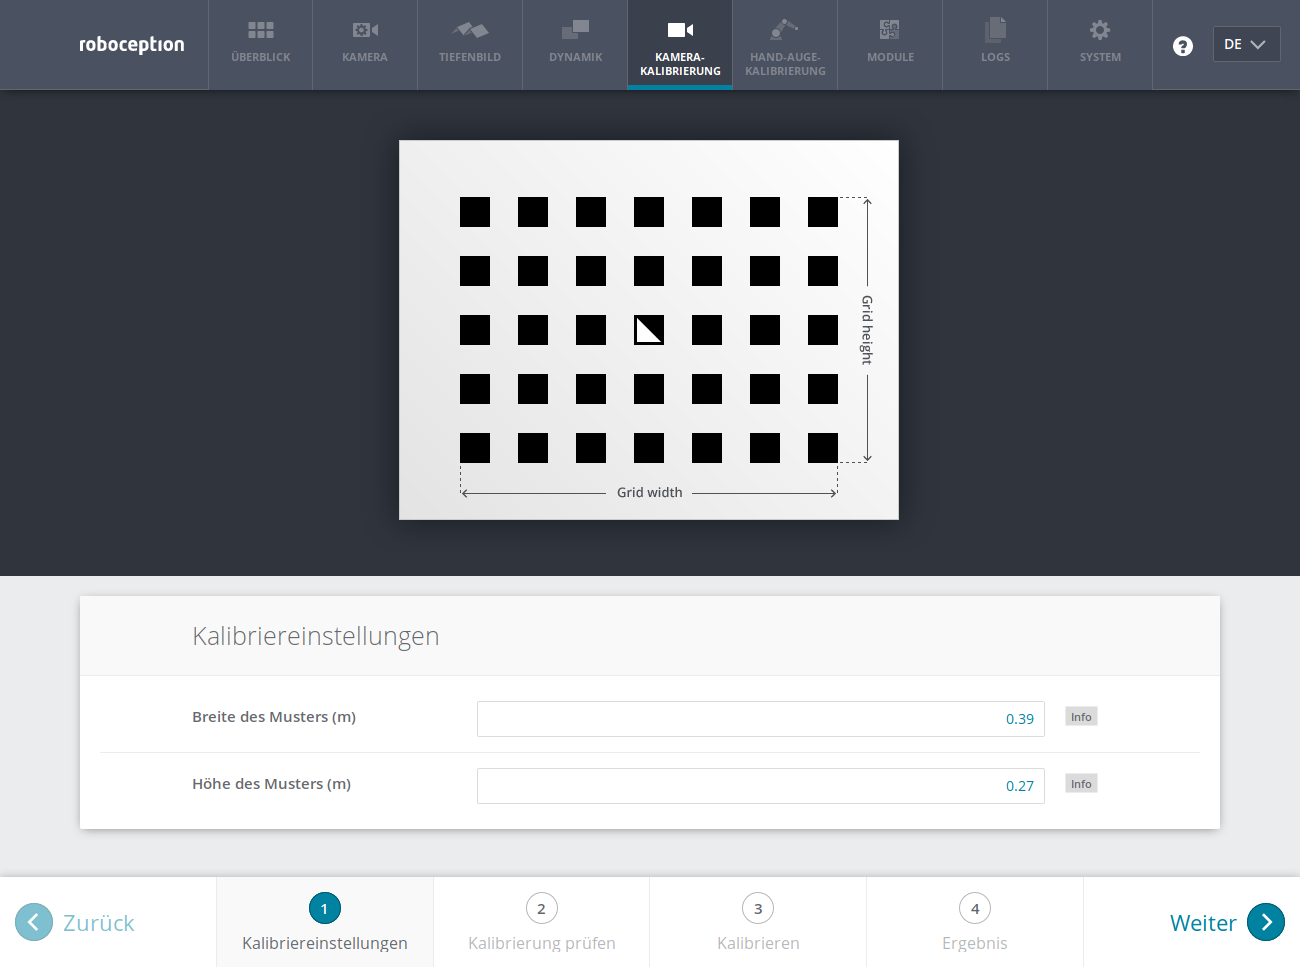 roboception
ÜBERBLICK
KAMERA
TIEFENBILD
DYNAMIK
KAMERA-
KALIBRIERUNG
HAND-AUGE-
KALIBRIERUNG
MODULE
LOGS
SYSTEM
?
DE
Grid height
Grid width
Kalibriereinstellungen
Breite des Musters (m)
0.39
Info
Höhe des Musters (m)
0.27
Info
Zurück
1
Kalibriereinstellungen
2
Kalibrierung prüfen
3
Kalibrieren
4
Ergebnis
Weiter